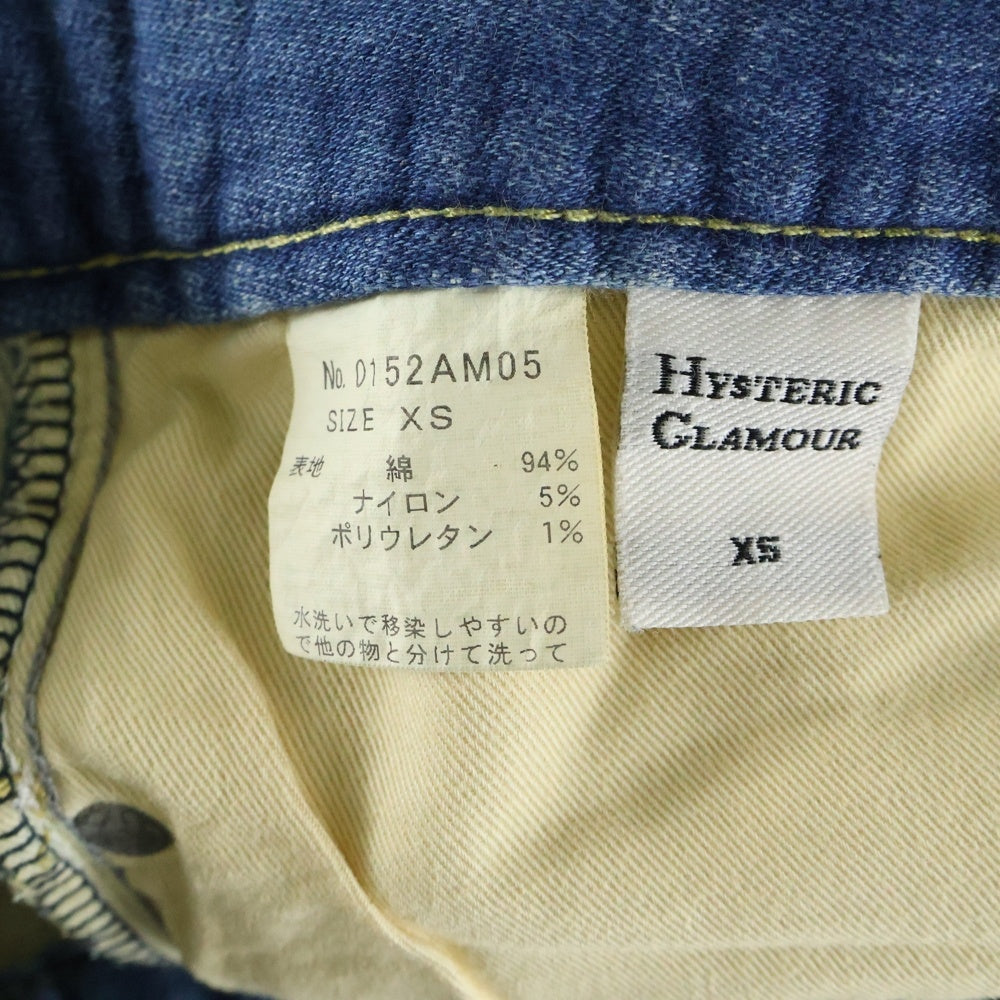 No. 0152AM05
SIZE XS
表地 綿 94%
ナイロン 5%
ポリウレタン 1%
水洗いで移染しやすいの
で他の物と分けて洗って
HYSTERIC
GLAMOUR
XS